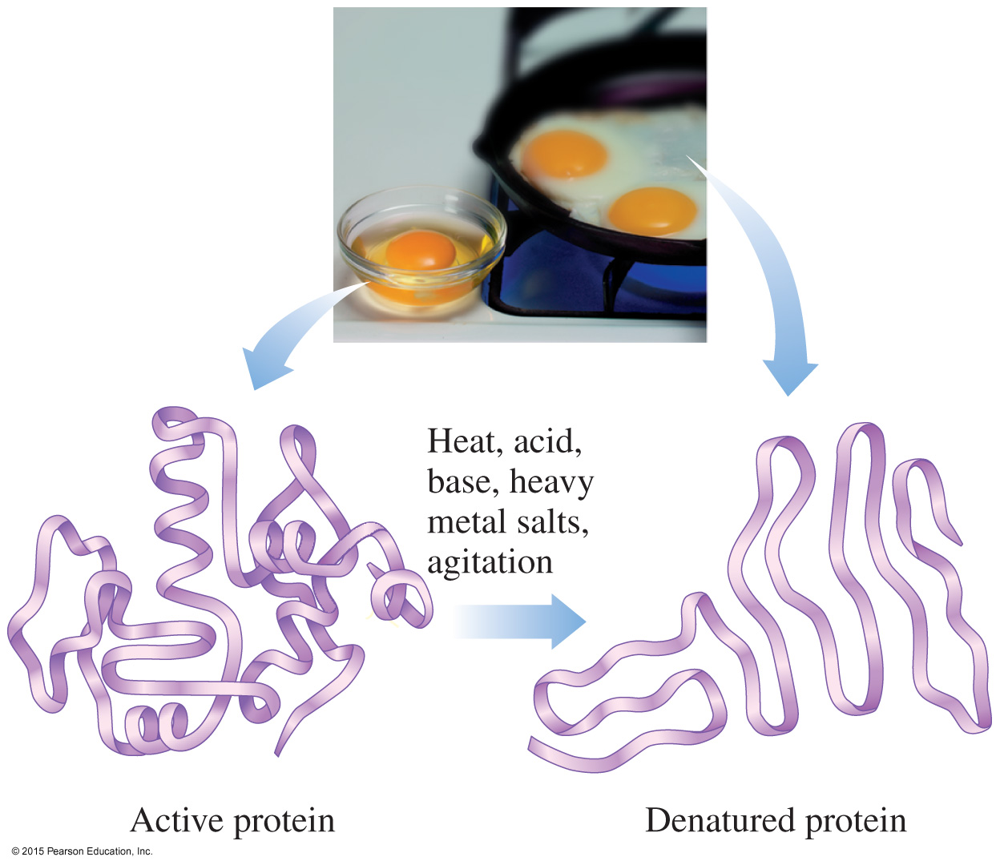 Heat, acid,
base, heavy
metal salts,
agitation
Active protein
Denatured protein
© 2015 Pearson Education, Inc.